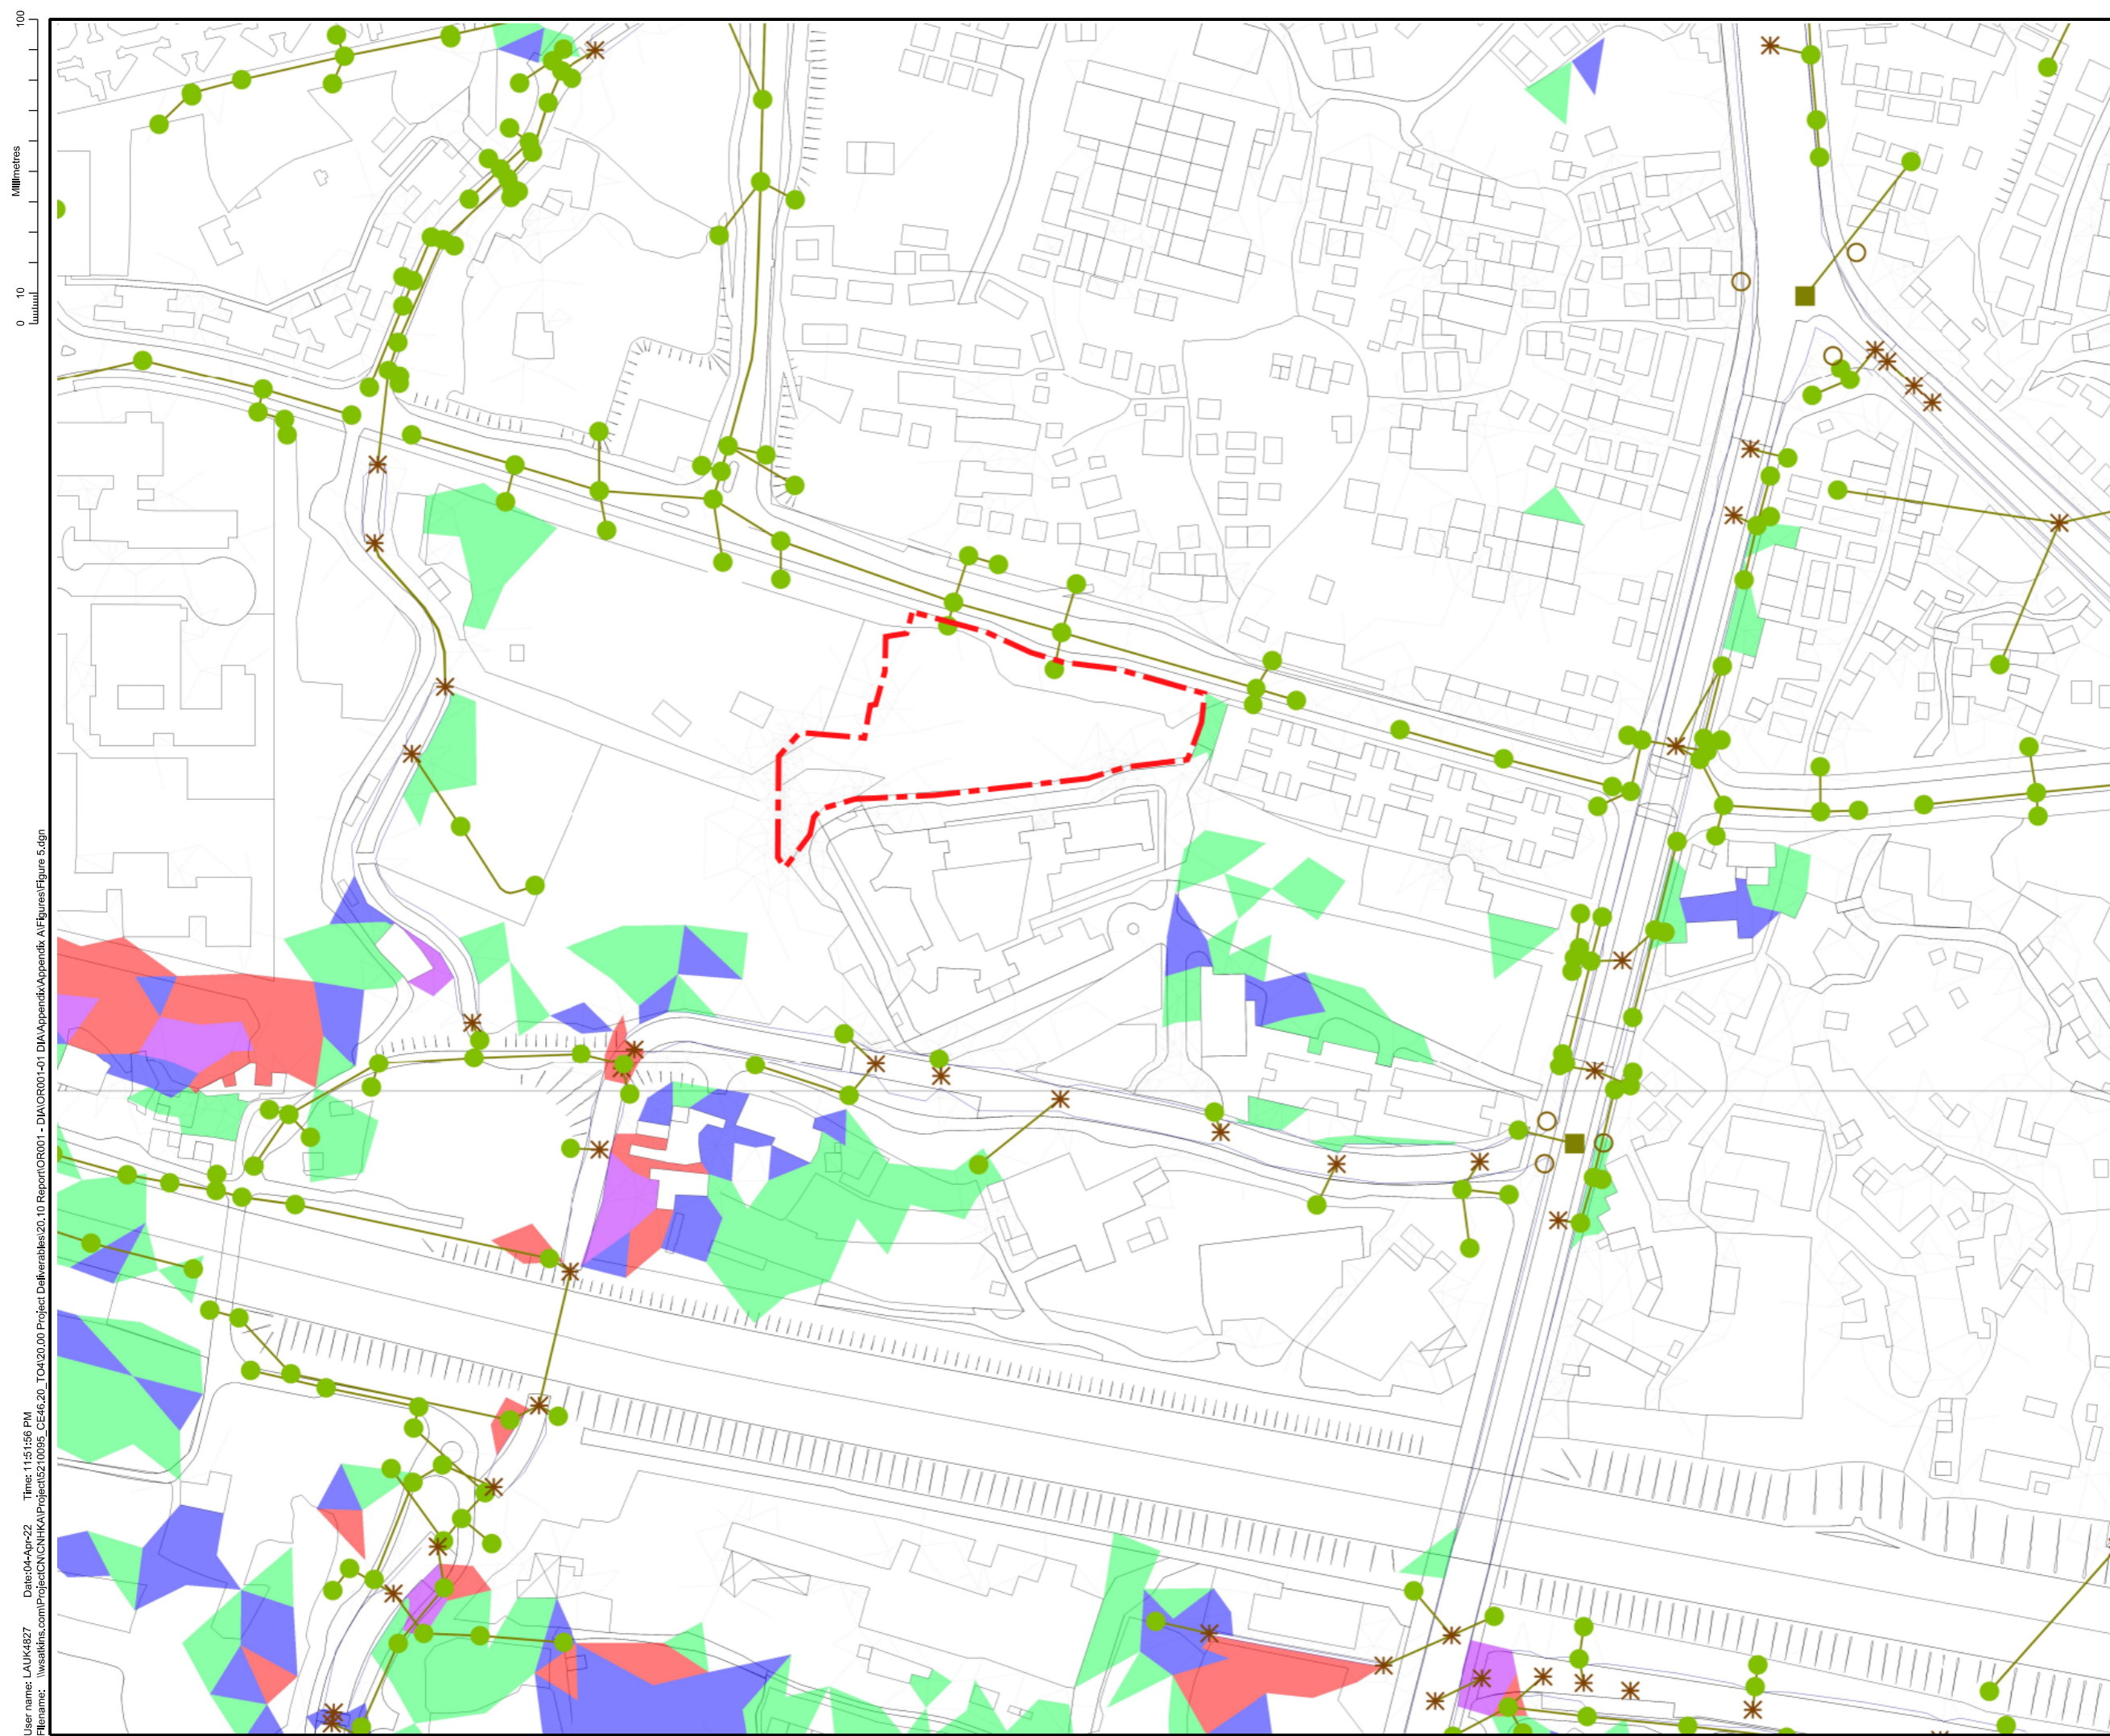 100
Millimetres
10
0
User name: LAUK4827 Date:04-Apr-22 Time: 11:51:56 PM
Filename: \\wsatkins.com\Project\CN\CNHKA\Project\5210095_CE46.20_TO4\20.00 Project Deliverables\20.10 Report\OR001 - DIA\OR001-01 DIA\Appendix\Appendix A\Figures\Figure 5.dgn